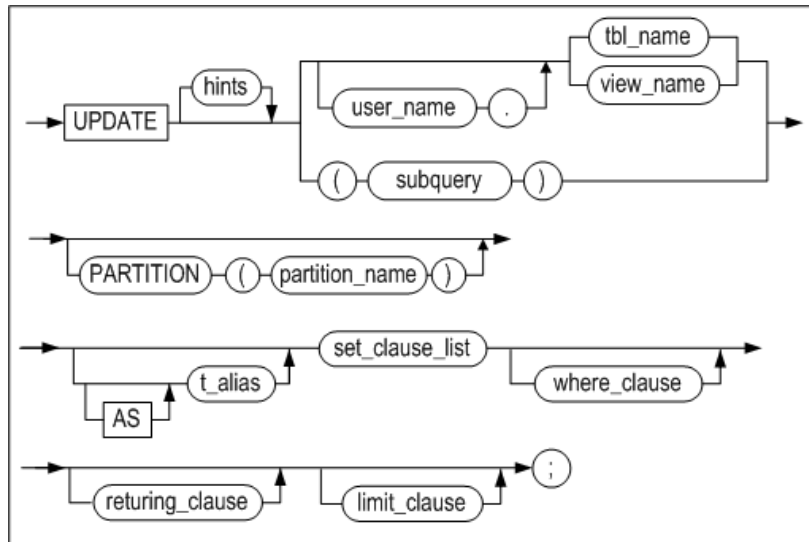 tbl_name
hints
view_name
user_name .
UPDATE
( subquery )
PARTITION ( partition_name )
set_clause_list
t_alias
where_clause
AS
returing_clause limit_clause ;